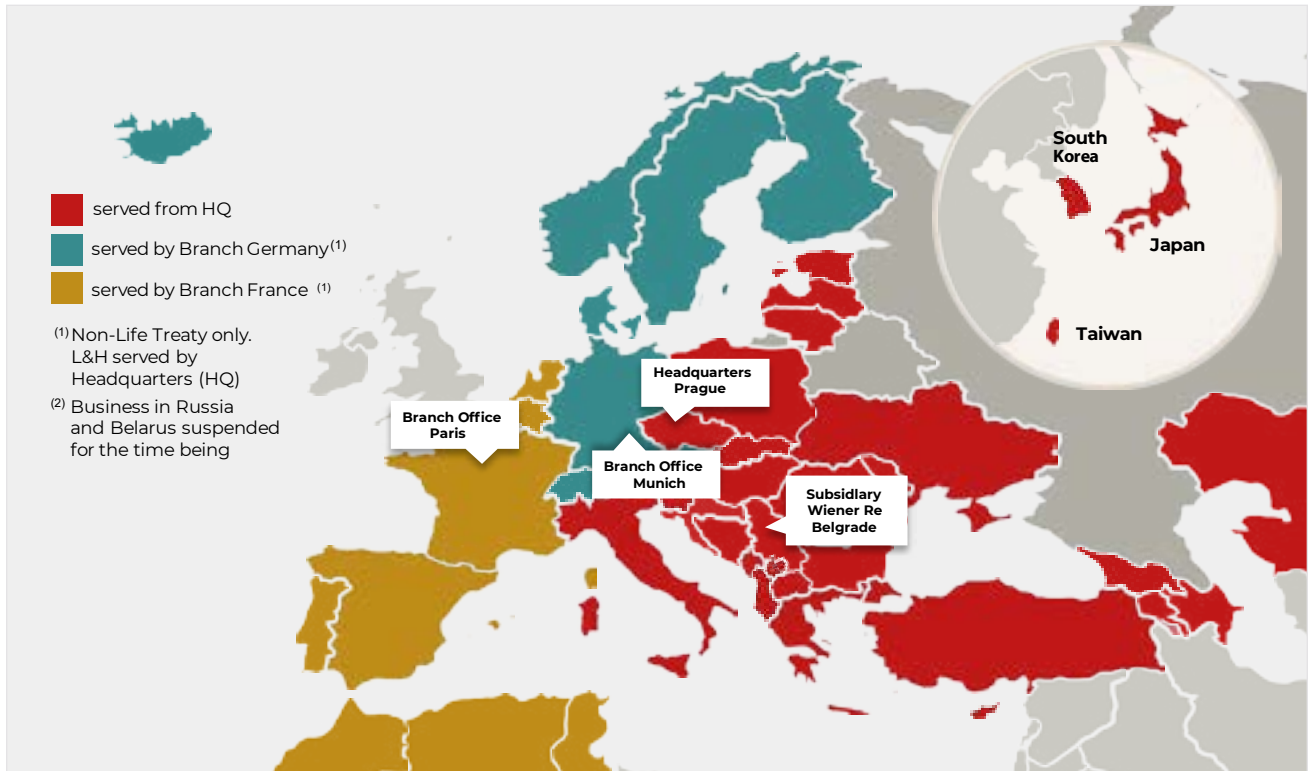 South
Korea
Japan
Taiwan
served from HQ
served by Branch Germany(1)
served by Branch France (1)
(1) Non-Life Treaty only.
L&H served by
Headquarters (HQ)
(2) Business in Russia
and Belarus suspended
for the time being
Headquarters
Prague
Branch Office
Paris
Branch Office
Munich
Subsidlary
Wiener Re
Belgrade